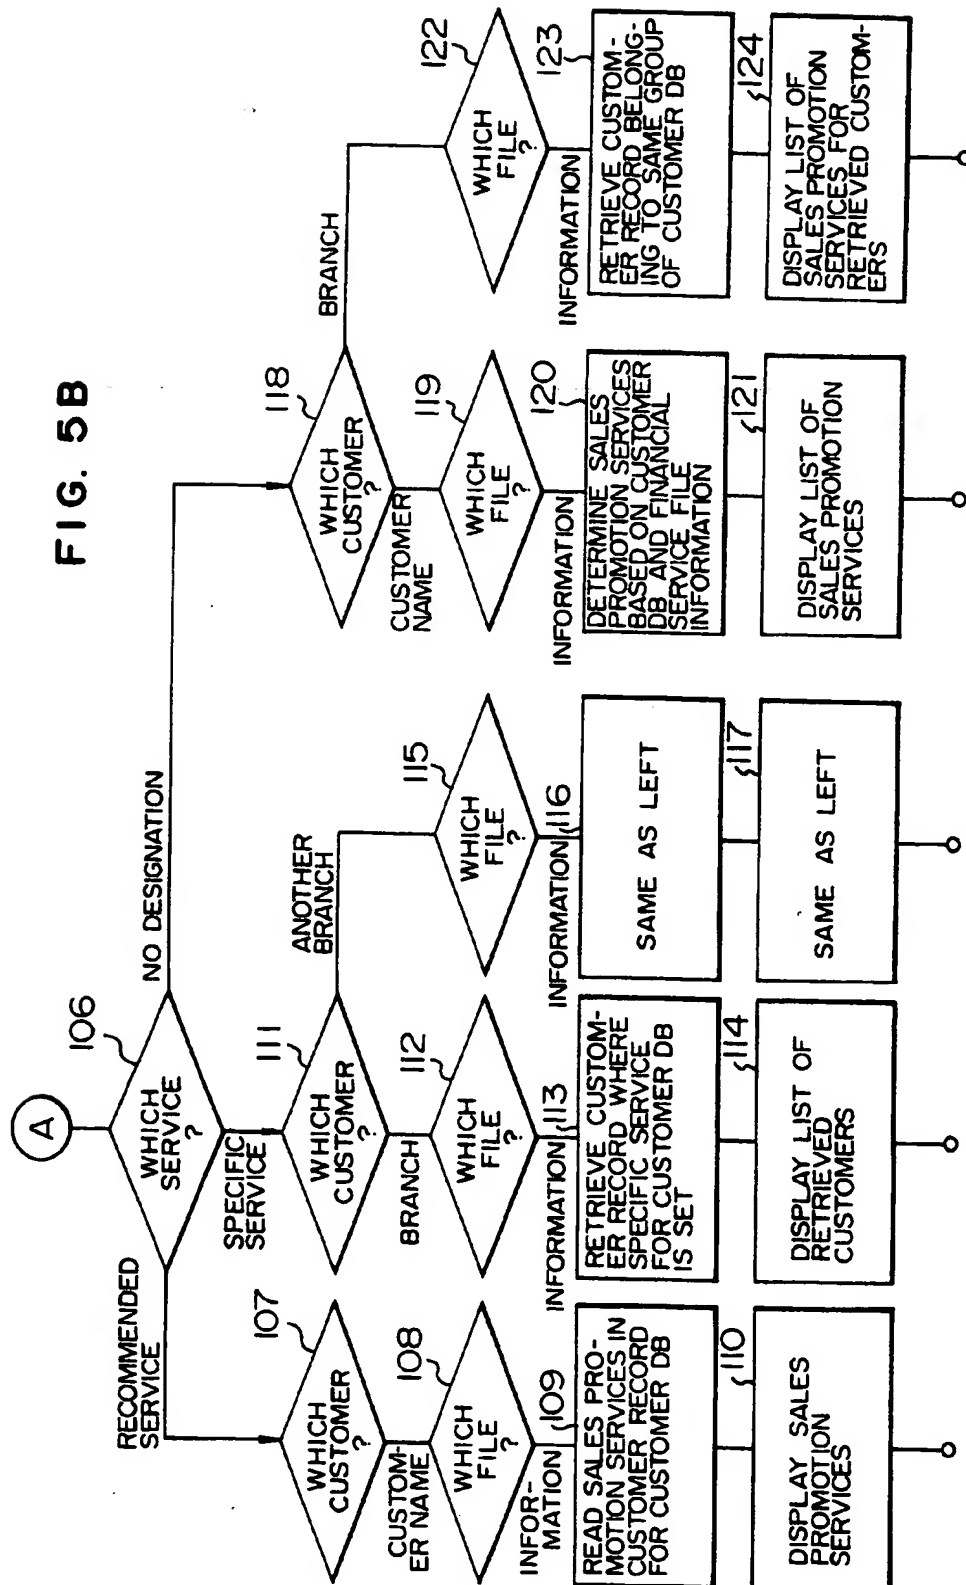 FIG. 5B
A
106
WHICH
SERVICE
?
RECOMMENDED
SERVICE
SPECIFIC
SERVICE
NO DESIGNATION
107
WHICH
CUSTOMER
?
CUSTOM-
ER NAME
108
WHICH
FILE
?
INFOR-
MATION
109
READ SALES PRO-
MOTION SERVICES IN
CUSTOMER RECORD
FOR CUSTOMER DB
110
DISPLAY SALES
PROMOTION
SERVICES
111
WHICH
CUSTOMER
?
BRANCH
ANOTHER
BRANCH
112
WHICH
FILE
?
INFORMATION
113
RETRIEVE CUSTOM-
ER RECORD WHERE
SPECIFIC SERVICE
FOR CUSTOMER DB
IS SET
114
DISPLAY LIST OF
RETRIEVED
CUSTOMERS
115
WHICH
FILE
?
INFORMATION
116
SAME AS LEFT
117
SAME AS LEFT
118
WHICH
CUSTOMER
?
CUSTOMER
NAME
BRANCH
119
WHICH
FILE
?
INFORMATION
120
DETERMINE SALES
PROMOTION SERVICES
BASED ON CUSTOMER
DB AND FINANCIAL
SERVICE FILE
INFORMATION
121
DISPLAY LIST OF
SALES PROMOTION
SERVICES
122
WHICH
FILE
?
INFORMATION
123
RETRIEVE CUSTOM-
ER RECORD BELONG-
ING TO SAME GROUP
OF CUSTOMER DB
124
DISPLAY LIST OF
SALES PROMOTION
SERVICES FOR
RETRIEVED CUSTOM-
ERS